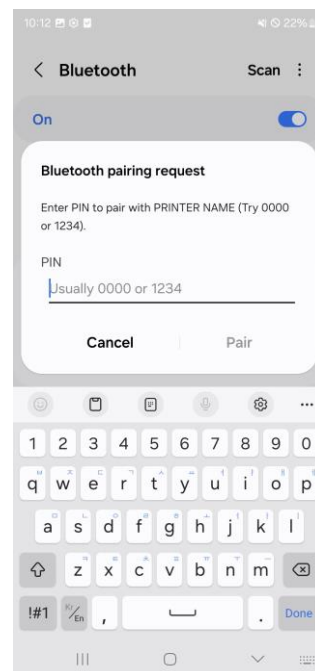 10:12
22%
Bluetooth
Scan
On
Bluetooth pairing request
Enter PIN to pair with PRINTER NAME (Try 0000
or 1234).
PIN
Usually 0000 or 1234
Cancel
Pair
1 2 3 4 5 6 7 8 9 0
q w e r t y u i o p
a s d f g h j k l
z x c v b n m
!#1 한/En , . Done